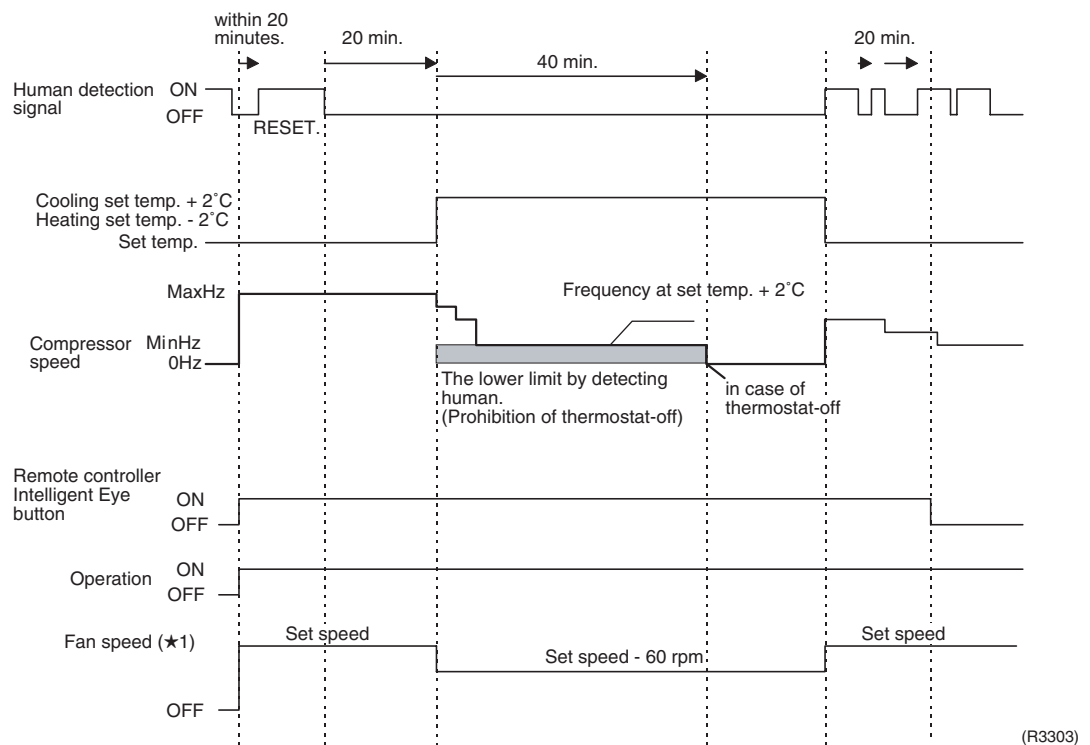 within 20
minutes.
20 min.
40 min.
20 min.
Human detection
signal
ON
OFF
RESET.
Cooling set temp. + 2˚C
Heating set temp. - 2˚C
Set temp.
MaxHz
Frequency at set temp. + 2˚C
Compressor
speed
MinHz
0Hz
The lower limit by detecting
human.
(Prohibition of thermostat-off)
in case of
thermostat-off
Remote controller
Intelligent Eye
button
ON
OFF
Operation
ON
OFF
Fan speed (★1)
Set speed
Set speed - 60 rpm
Set speed
OFF
(R3303)